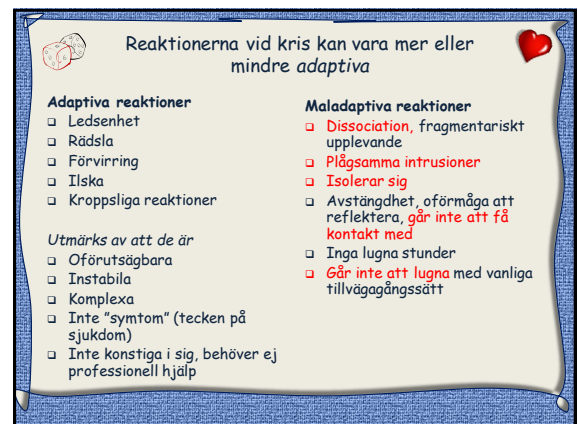 Reaktionerna vid kris kan vara mer eller
mindre adaptiva
Adaptiva reaktioner
Ledsenhet
Rädsla
Förvirring
Ilska
Kroppsliga reaktioner
Utmärks av att de är
Oförutsägbara
Instabila
Komplexa
Inte ”symtom” (tecken på
sjukdom)
Inte konstiga i sig, behöver ej
professionell hjälp
Maladaptiva reaktioner
Dissociation, fragmentariskt
upplevande
Plågsamma intrusioner
Isolerar sig
Avstängdhet, oförmåga att
reflektera, går inte att få
kontakt med
Inga lugna stunder
Går inte att lugna med vanliga
tillvägagångssätt